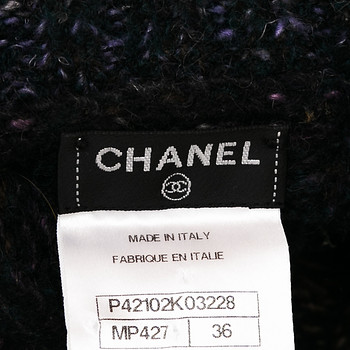 CHANEL
MADE IN ITALY
FABRIQUE EN ITALIE
P42102K03228
MP427 36